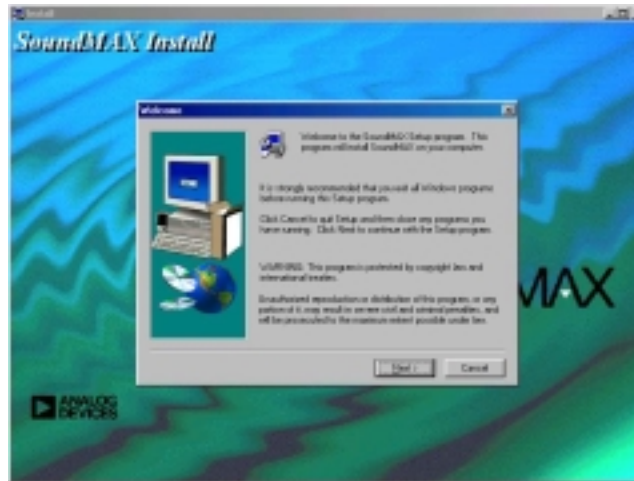 Install
SoundMAX Install
Welcome
Welcome to the SoundMAX Setup program. This
program will install SoundMAX on your computer.
It is strongly recommended that you exit all Windows programs
before running this Setup program.
Click Cancel to quit Setup and then close any programs you
have running. Click Next to continue with the Setup program.
WARNING: This program is protected by copyright law and
international treaties.
Unauthorized reproduction or distribution of this program, or any
portion of it, may result in severe civil and criminal penalties, and
will be prosecuted to the maximum extent possible under law.
MAX
Next >
Cancel
ANALOG
DEVICES